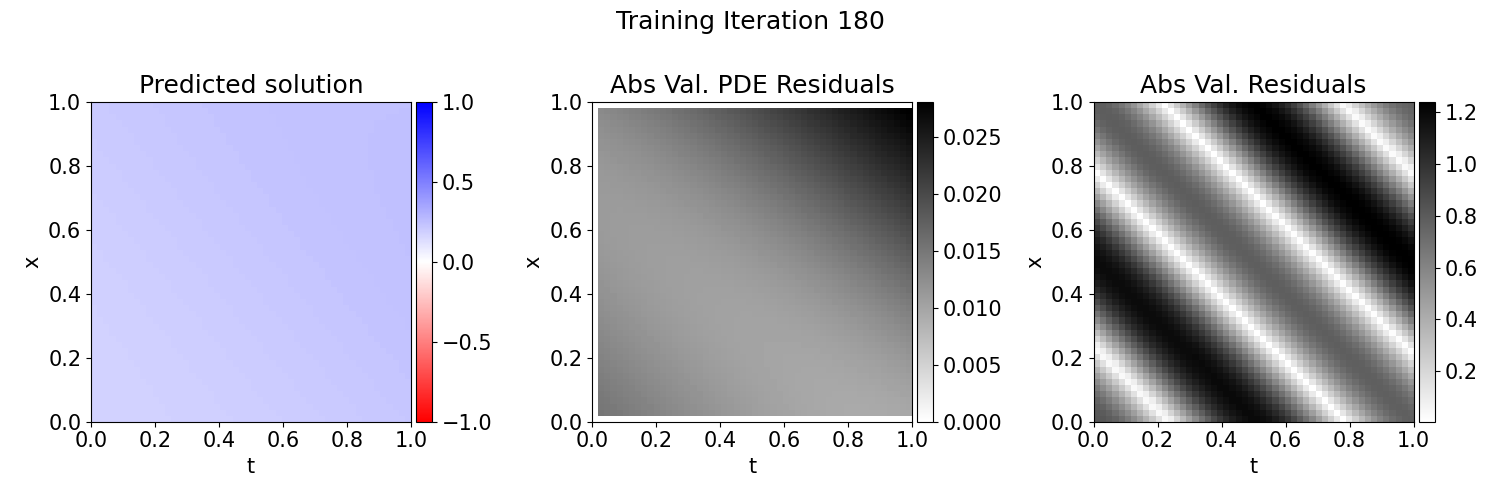 Training Iteration 180
Predicted solution
1.0
0.8
0.6
0.4
0.2
0.0
x
0.0 0.2 0.4 0.6 0.8 1.0
t
1.0
0.5
0.0
−0.5
−1.0
Abs Val. PDE Residuals
1.0
0.8
0.6
0.4
0.2
0.0
x
0.0 0.2 0.4 0.6 0.8 1.0
t
0.025
0.020
0.015
0.010
0.005
0.000
Abs Val. Residuals
1.0
0.8
0.6
0.4
0.2
0.0
x
0.0 0.2 0.4 0.6 0.8 1.0
t
1.2
1.0
0.8
0.6
0.4
0.2